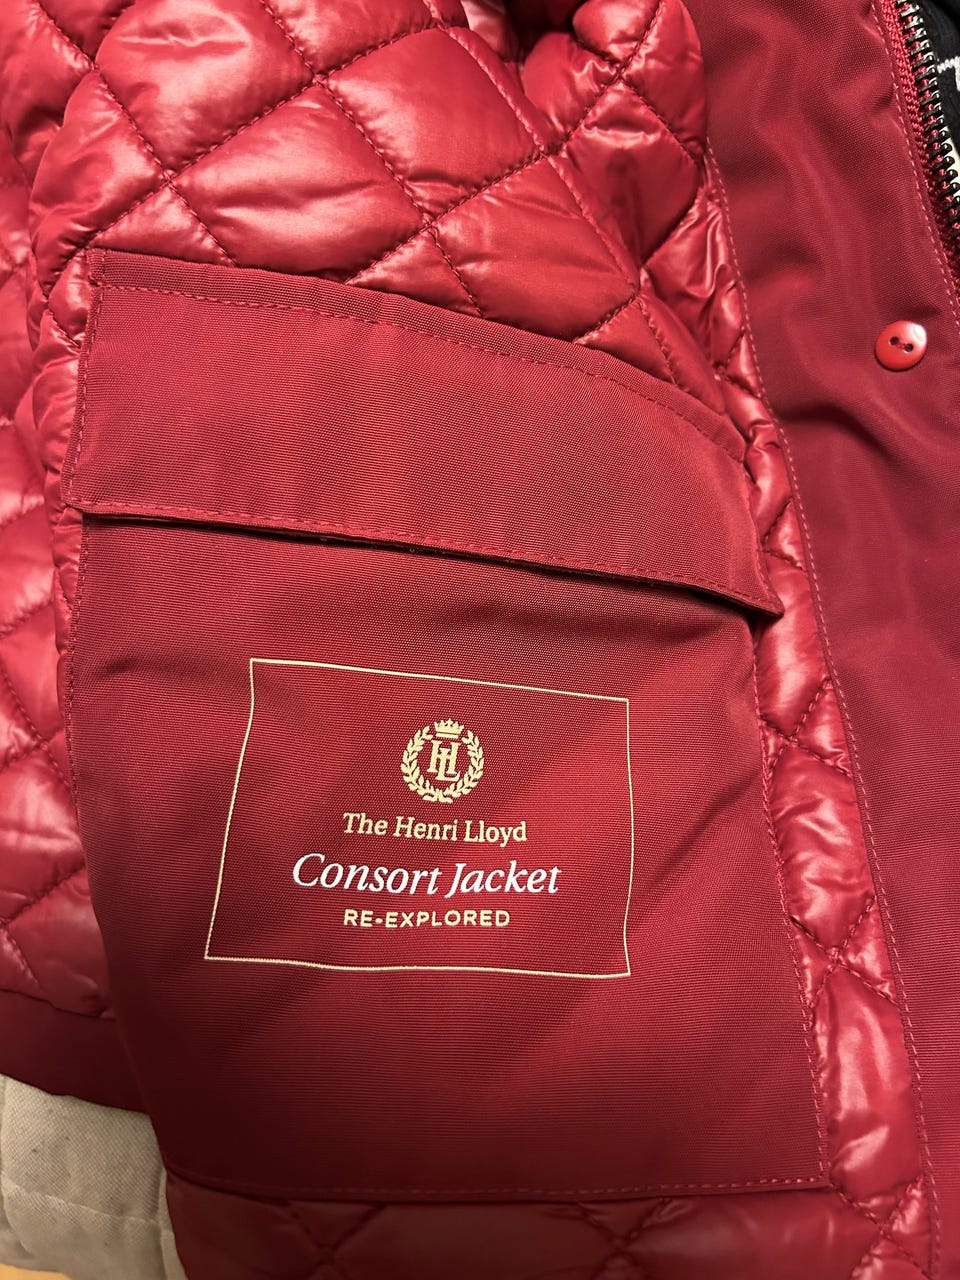 HL
The Henri Lloyd
Consort Jacket
RE-EXPLORED